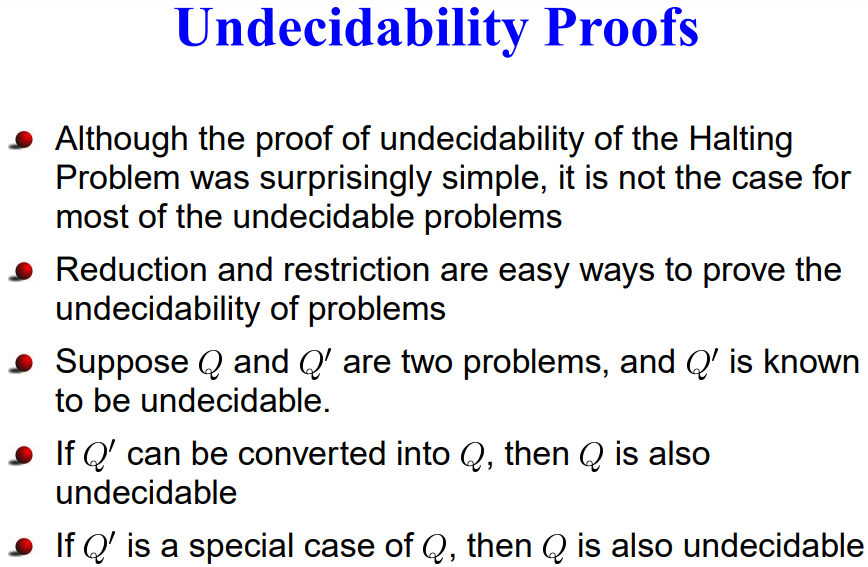 Undecidability Proofs
Although the proof of undecidability of the Halting
Problem was surprisingly simple, it is not the case for
most of the undecidable problems
Reduction and restriction are easy ways to prove the
undecidability of problems
Suppose Q and Q′ are two problems, and Q′ is known
to be undecidable.
If Q′ can be converted into Q, then Q is also
undecidable
If Q′ is a special case of Q, then Q is also undecidable